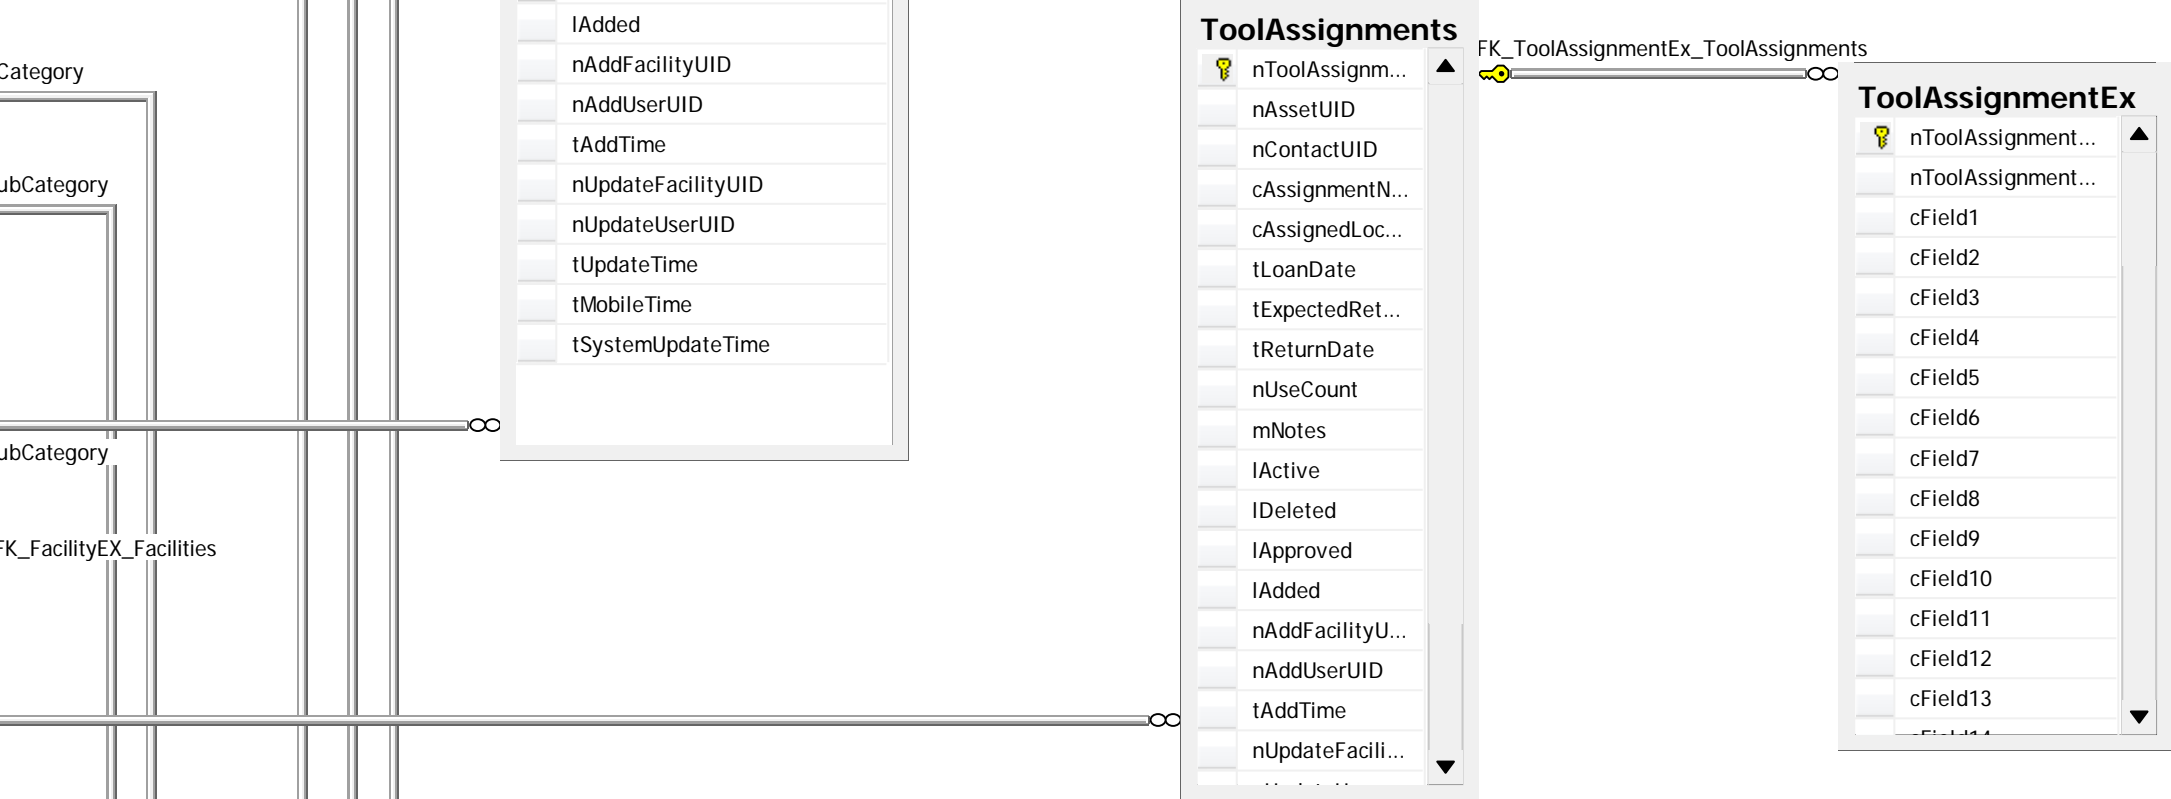 Category
ubCategory
ubCategory
FK_FacilityEX_Facilities
lAdded
nAddFacilityUID
nAddUserUID
tAddTime
nUpdateFacilityUID
nUpdateUserUID
tUpdateTime
tMobileTime
tSystemUpdateTime
ToolAssignments
nToolAssignm...
nAssetUID
nContactUID
cAssignmentN...
cAssignedLoc...
tLoanDate
tExpectedRet...
tReturnDate
nUseCount
mNotes
lActive
lDeleted
lApproved
lAdded
nAddFacilityU...
nAddUserUID
tAddTime
nUpdateFacili...
FK_ToolAssignmentEx_ToolAssignments
ToolAssignmentEx
nToolAssignment...
nToolAssignment...
cField1
cField2
cField3
cField4
cField5
cField6
cField7
cField8
cField9
cField10
cField11
cField12
cField13
cField14